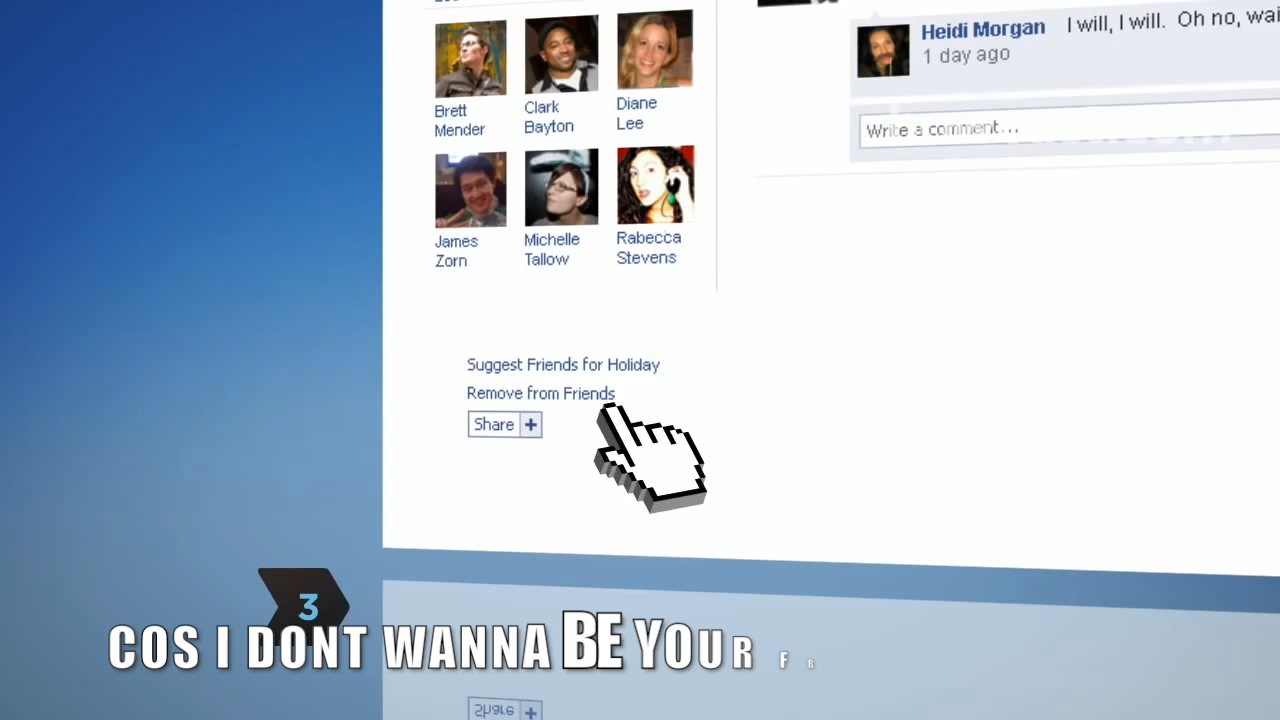 Heidi Morgan I will, I will. Oh no, wai
1 day ago
Write a comment...
Brett
Mender
Clark
Bayton
Diane
Lee
James
Zorn
Michelle
Tallow
Rabecca
Stevens
Suggest Friends for Holiday
Remove from Friends
Share +
3
COS I DONT WANNA BE YOUR F R
Share +